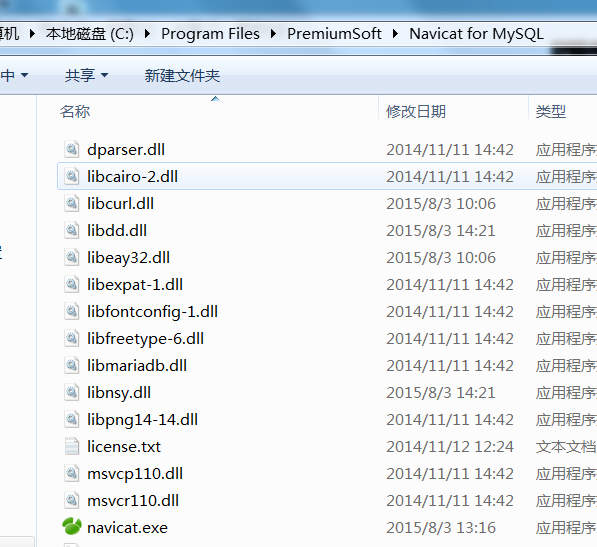 算机 ▸ 本地磁盘 (C:) ▸ Program Files ▸ PremiumSoft ▸ Navicat for MySQL
中 共享 新建文件夹
名称 修改日期 类型
dparser.dll 2014/11/11 14:42 应用程序
libcairo-2.dll 2014/11/11 14:42 应用程序
libcurl.dll 2015/8/3 10:06 应用程序
libdd.dll 2015/8/3 14:21 应用程序
libeay32.dll 2015/8/3 10:06 应用程序
libexpat-1.dll 2014/11/11 14:42 应用程序
libfontconfig-1.dll 2014/11/11 14:42 应用程序
libfreetype-6.dll 2014/11/11 14:42 应用程序
libmariadb.dll 2014/11/11 14:42 应用程序
libnsy.dll 2015/8/3 14:21 应用程序
libpng14-14.dll 2014/11/11 14:42 应用程序
license.txt 2014/11/12 12:24 文本文档
msvcp110.dll 2014/11/11 14:42 应用程序
msvcr110.dll 2014/11/11 14:42 应用程序
navicat.exe 2015/8/3 13:16 应用程序